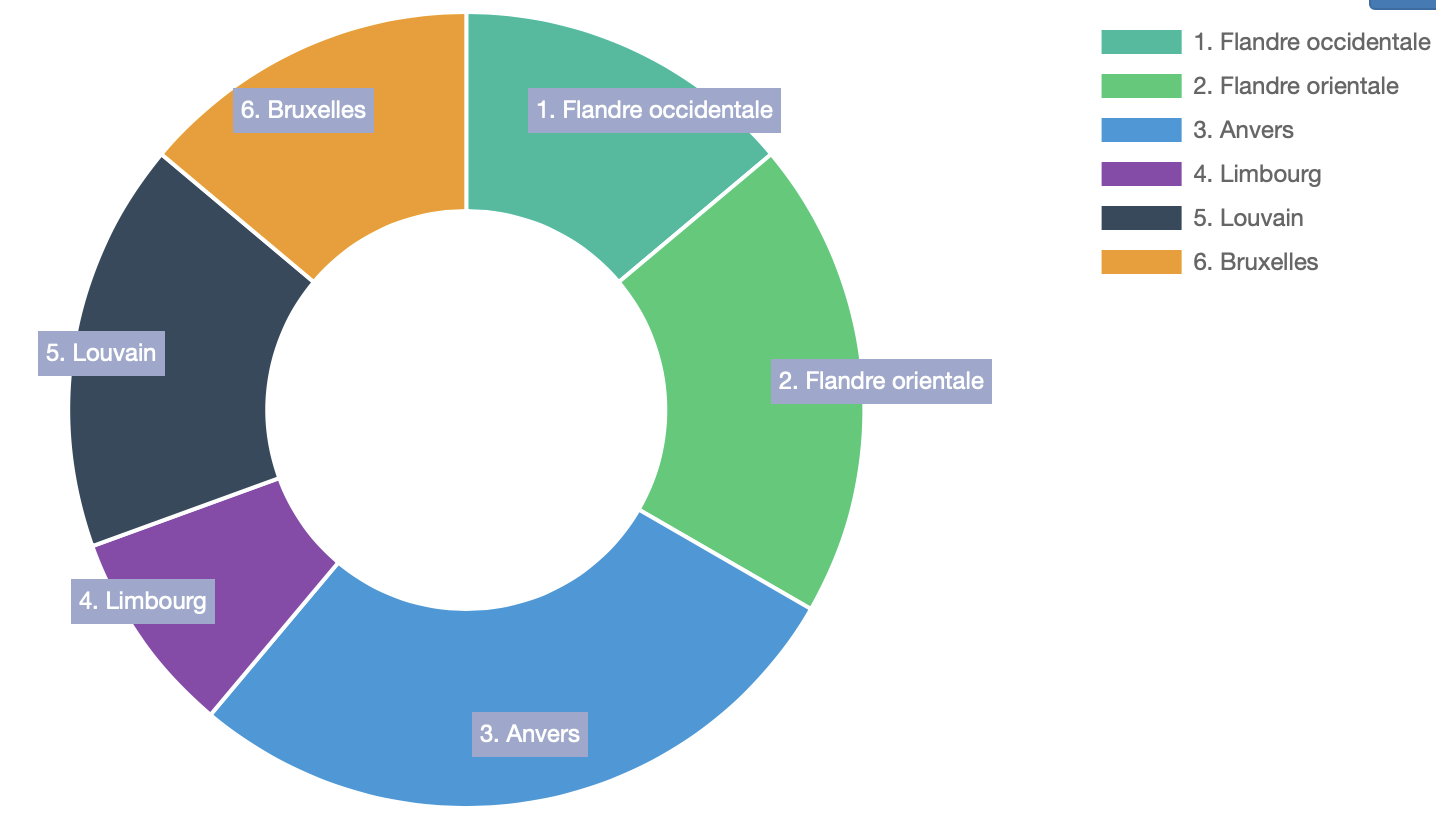 6. Bruxelles
1. Flandre occidentale
5. Louvain
2. Flandre orientale
4. Limbourg
3. Anvers
1. Flandre occidentale
2. Flandre orientale
3. Anvers
4. Limbourg
5. Louvain
6. Bruxelles